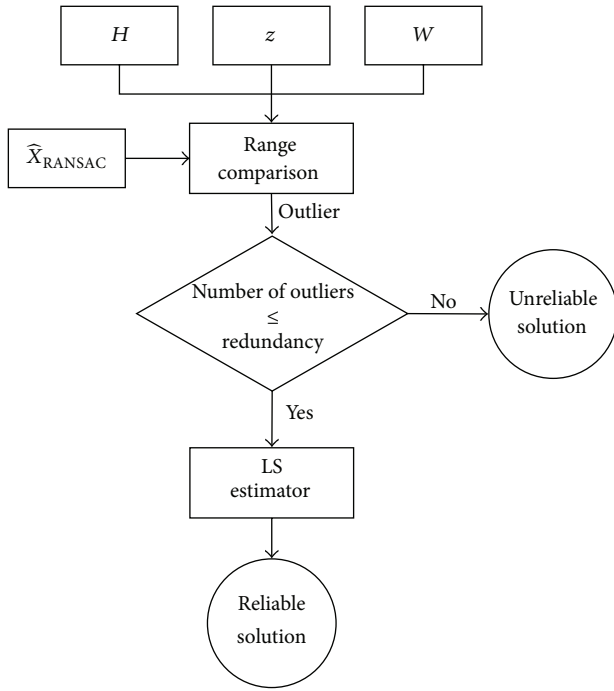 H
z
W
X̂RANSAC
Range
comparison
Outlier
Number of outliers
≤
redundancy
No
Unreliable
solution
Yes
LS
estimator
Reliable
solution